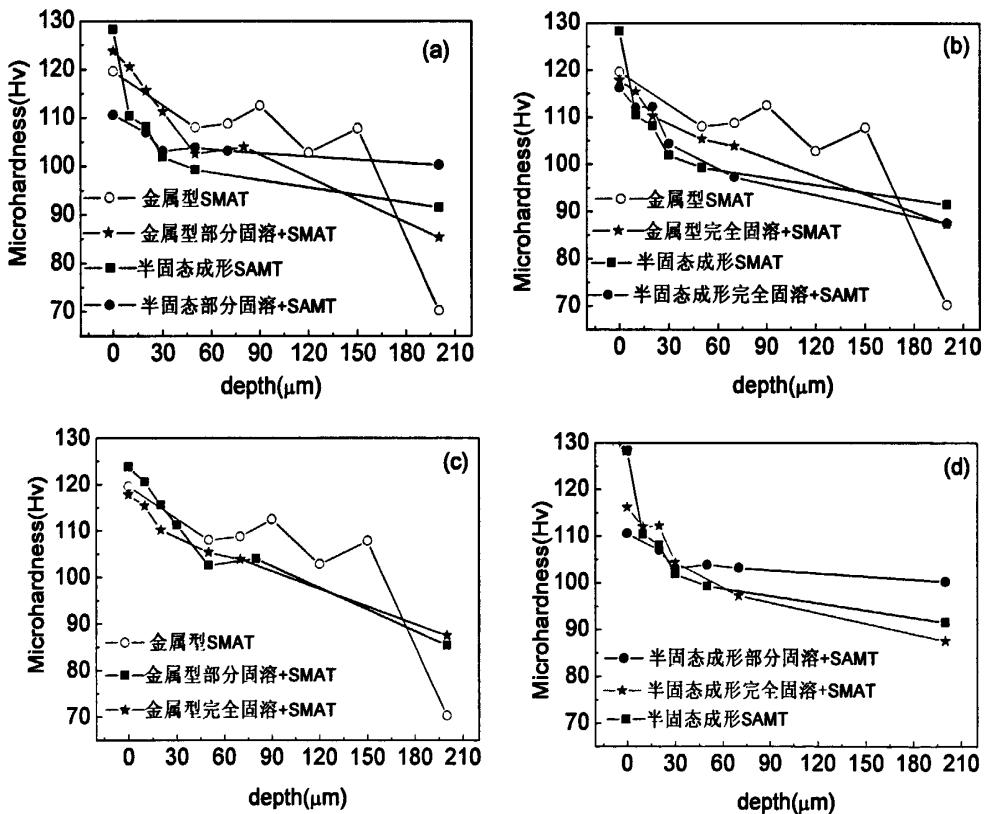 (a)
Microhardness(Hv)
130
120
110
100
90
80
70
金属型SMAT
金属型部分固溶+SMAT
半固态成形SAMT
半固态部分固溶+SAMT
0 30 60 90 120 150 180 210
depth(μm)
(b)
Microhardness(Hv)
130
120
110
100
90
80
70
金属型SMAT
金属型完全固溶+SMAT
半固态成形SMAT
半固态成形完全固溶+SAMT
0 30 60 90 120 150 180 210
depth(μm)
(c)
Microhardness(Hv)
130
120
110
100
90
80
70
金属型SMAT
金属型部分固溶+SMAT
金属型完全固溶+SMAT
0 30 60 90 120 150 180 210
depth(μm)
(d)
Microhardness(Hv)
130
120
110
100
90
80
70
半固态成形部分固溶+SAMT
半固态成形完全固溶+SMAT
半固态成形SAMT
0 30 60 90 120 150 180 210
depth(μm)